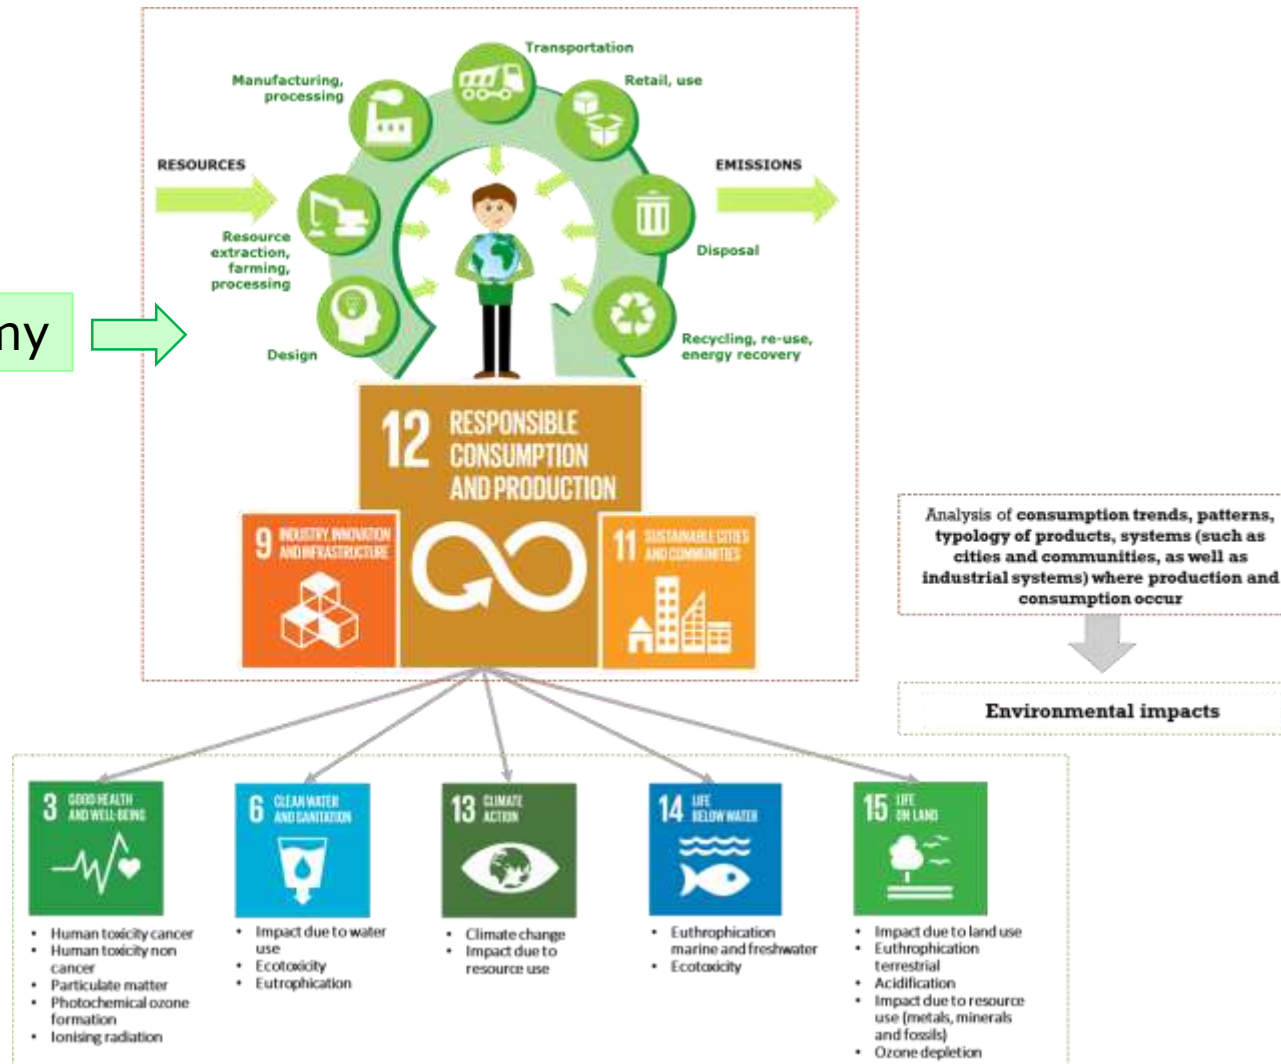 Transportation
Manufacturing,
processing
Retail, use
RESOURCES
EMISSIONS
Resource
extraction,
farming,
processing
Disposal
my
Design
Recycling, re-use,
energy recovery
12 RESPONSIBLE
CONSUMPTION
AND PRODUCTION
9 INDUSTRY, INNOVATION
AND INFRASTRUCTURE
11 SUSTAINABLE CITIES
AND COMMUNITIES
Analysis of consumption trends, patterns,
typology of products, systems (such as
cities and communities, as well as
industrial systems) where production and
consumption occur
Environmental impacts
3 GOOD HEALTH
AND WELL-BEING
• Human toxicity cancer
• Human toxicity non
cancer
• Particulate matter
• Photochemical ozone
formation
• Ionising radiation
6 CLEAN WATER
AND SANITATION
• Impact due to water
use
• Ecotoxicity
• Eutrophication
13 CLIMATE
ACTION
• Climate change
• Impact due to
resource use
14 LIFE
BELOW WATER
• Euthrophication
marine and freshwater
• Ecotoxicity
15 LIFE
ON LAND
• Impact due to land use
• Euthrophication
terrestrial
• Acidification
• Impact due to resource
use (metals, minerals
and fossils)
• Ozone depletion